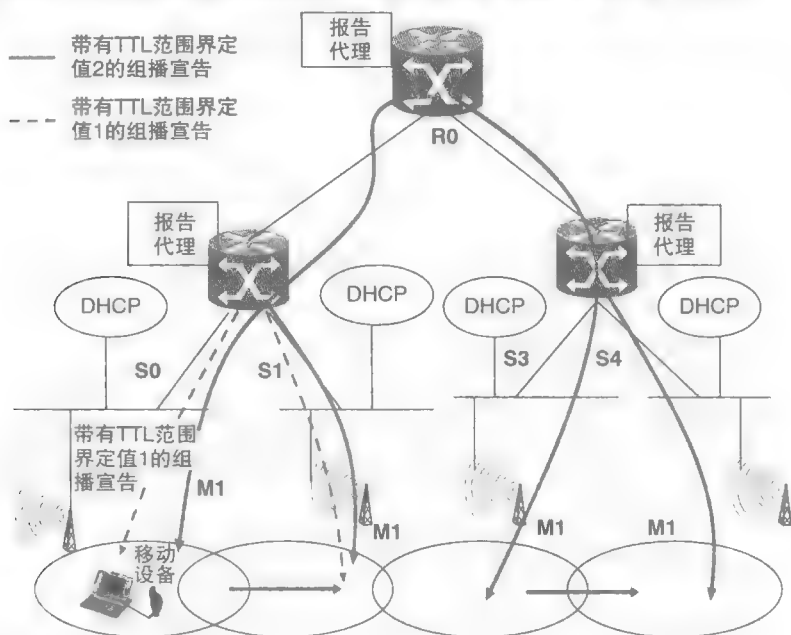 带有TTL范围界定
值2的组播宣告
带有TTL范围界定
值1的组播宣告
报告
代理
R0
报告
代理
报告
代理
DHCP
DHCP
DHCP
DHCP
S0
S1
S3
S4
带有TTL范围
界定值1的组
播宣告
M1
M1
M1
M1
移动
设备